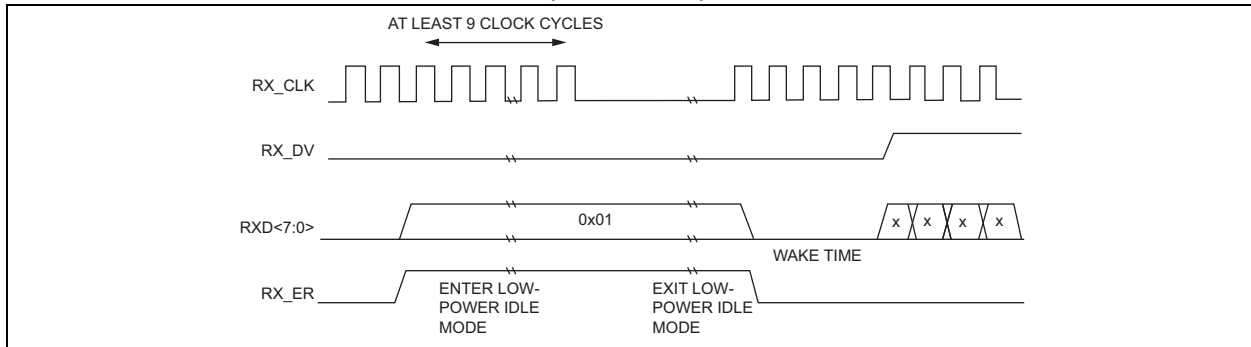 AT LEAST 9 CLOCK CYCLES
RX_CLK
RX_DV
RXD<7:0>
0x01
x x x x
WAKE TIME
RX_ER
ENTER LOW-
POWER IDLE
MODE
EXIT LOW-
POWER IDLE
MODE